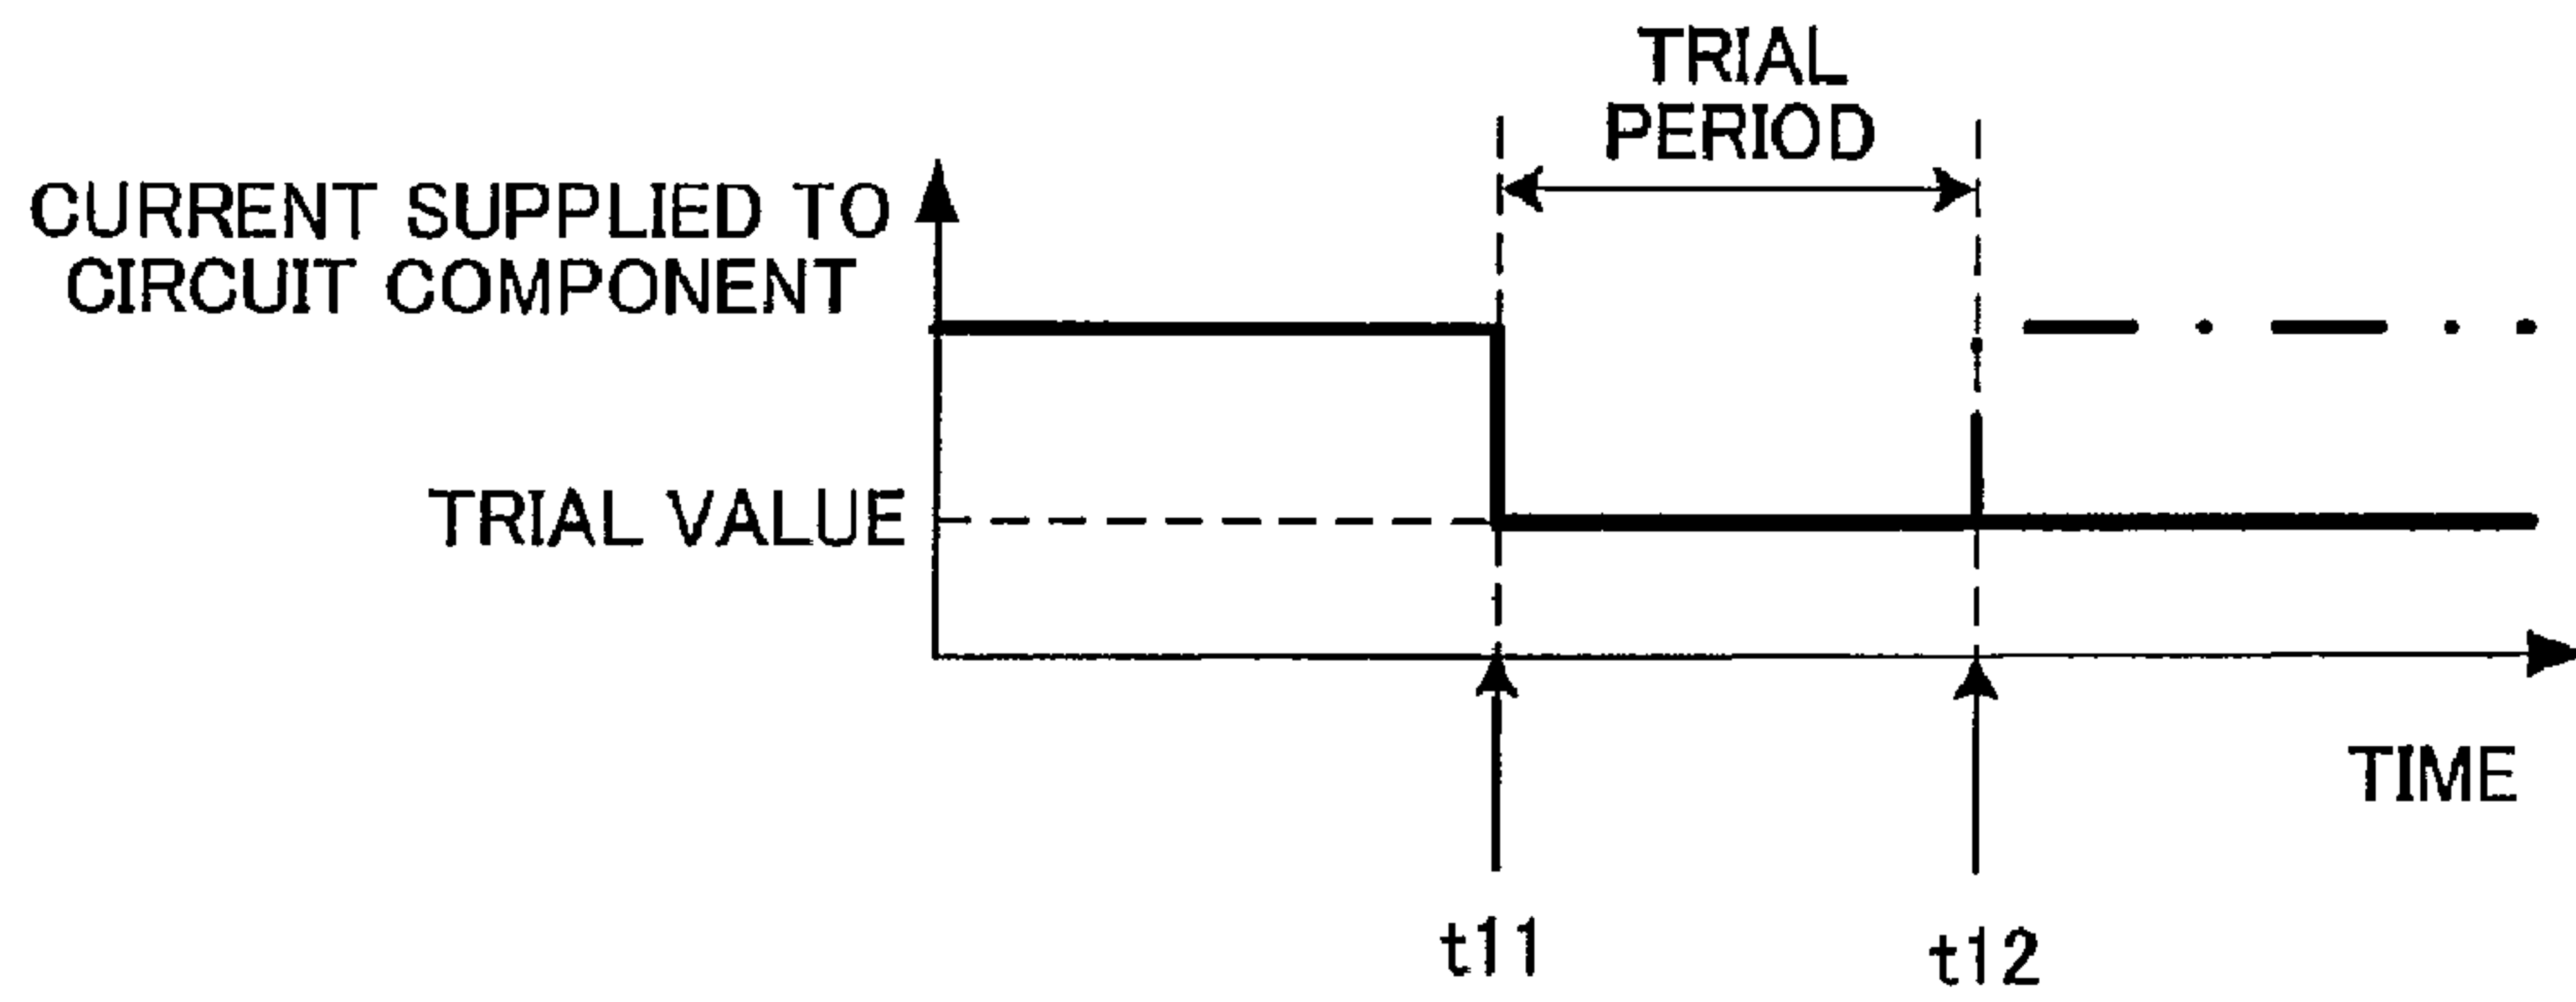 TRIAL
PERIOD
CURRENT SUPPLIED TO
CIRCUIT COMPONENT
TRIAL VALUE
TIME
t11
t12